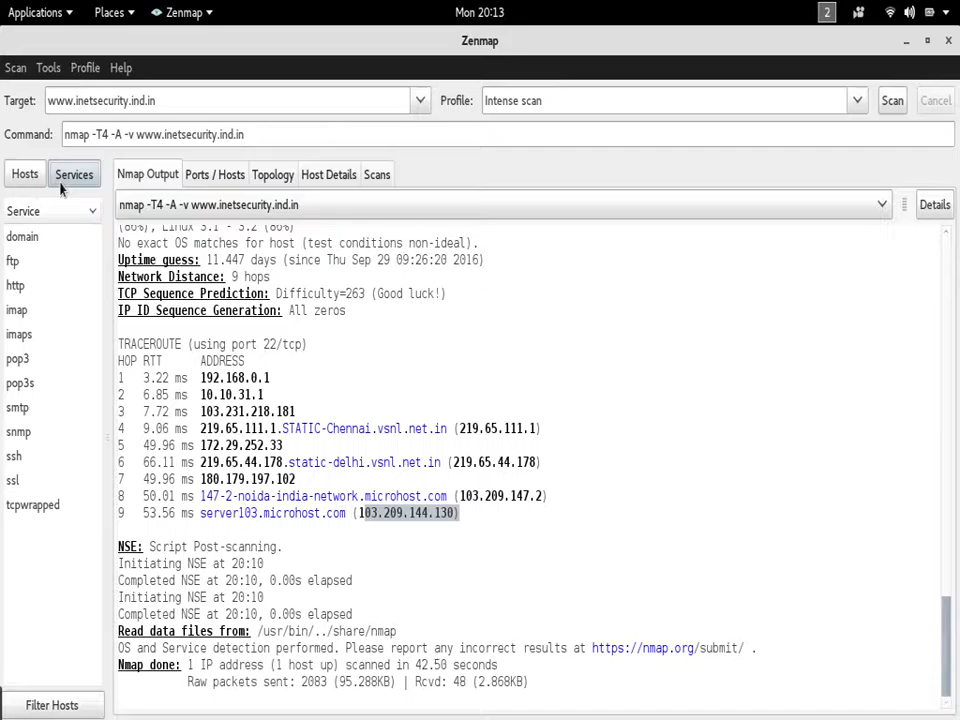 Applications Places Zenmap Mon 20:13 2
Zenmap
Scan Tools Profile Help
Target: www.inetsecurity.ind.in Profile: Intense scan Scan Cancel
Command: nmap -T4 -A -v www.inetsecurity.ind.in
Hosts Services Nmap Output Ports / Hosts Topology Host Details Scans
Service nmap -T4 -A -v www.inetsecurity.ind.in Details
domain
ftp
http
imap
imaps
pop3
pop3s
smtp
snmp
ssh
ssl
tcpwrapped
Filter Hosts
(86%), Linux 3.1 - 3.2 (86%)
No exact OS matches for host (test conditions non-ideal).
Uptime guess: 11.447 days (since Thu Sep 29 09:26:20 2016)
Network Distance: 9 hops
TCP Sequence Prediction: Difficulty=263 (Good luck!)
IP ID Sequence Generation: All zeros
TRACEROUTE (using port 22/tcp)
HOP RTT ADDRESS
1 3.22 ms 192.168.0.1
2 6.85 ms 10.10.31.1
3 7.72 ms 103.231.218.181
4 9.06 ms 219.65.111.1.STATIC-Chennai.vsnl.net.in (219.65.111.1)
5 49.96 ms 172.29.252.33
6 66.11 ms 219.65.44.178.static-delhi.vsnl.net.in (219.65.44.178)
7 49.96 ms 180.179.197.102
8 50.01 ms 147-2-noida-india-network.microhost.com (103.209.147.2)
9 53.56 ms server103.microhost.com (103.209.144.130)
NSE: Script Post-scanning.
Initiating NSE at 20:10
Completed NSE at 20:10, 0.00s elapsed
Initiating NSE at 20:10
Completed NSE at 20:10, 0.00s elapsed
Read data files from: /usr/bin/../share/nmap
OS and Service detection performed. Please report any incorrect results at https://nmap.org/submit/ .
Nmap done: 1 IP address (1 host up) scanned in 42.50 seconds
Raw packets sent: 2083 (95.288KB) | Rcvd: 48 (2.868KB)